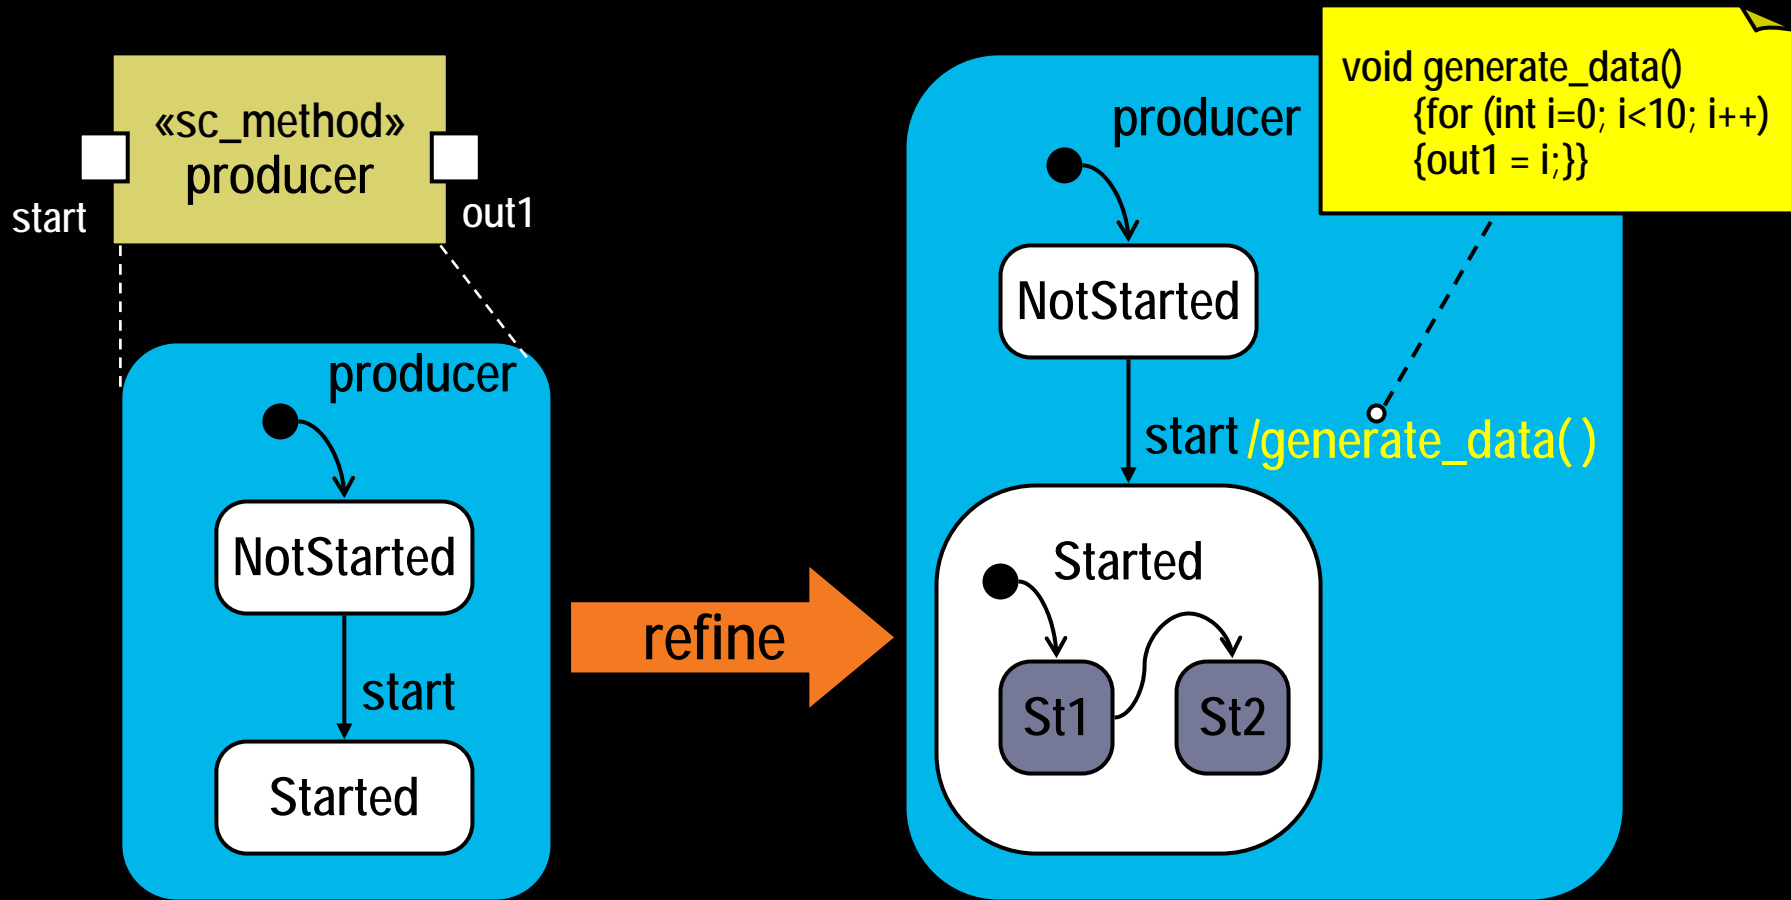 «sc_method»
producer
start
out1
producer
NotStarted
start
Started
refine
producer
NotStarted
start /generate_data( )
Started
St1
St2
void generate_data()
{for (int i=0; i<10; i++)
{out1 = i;}}